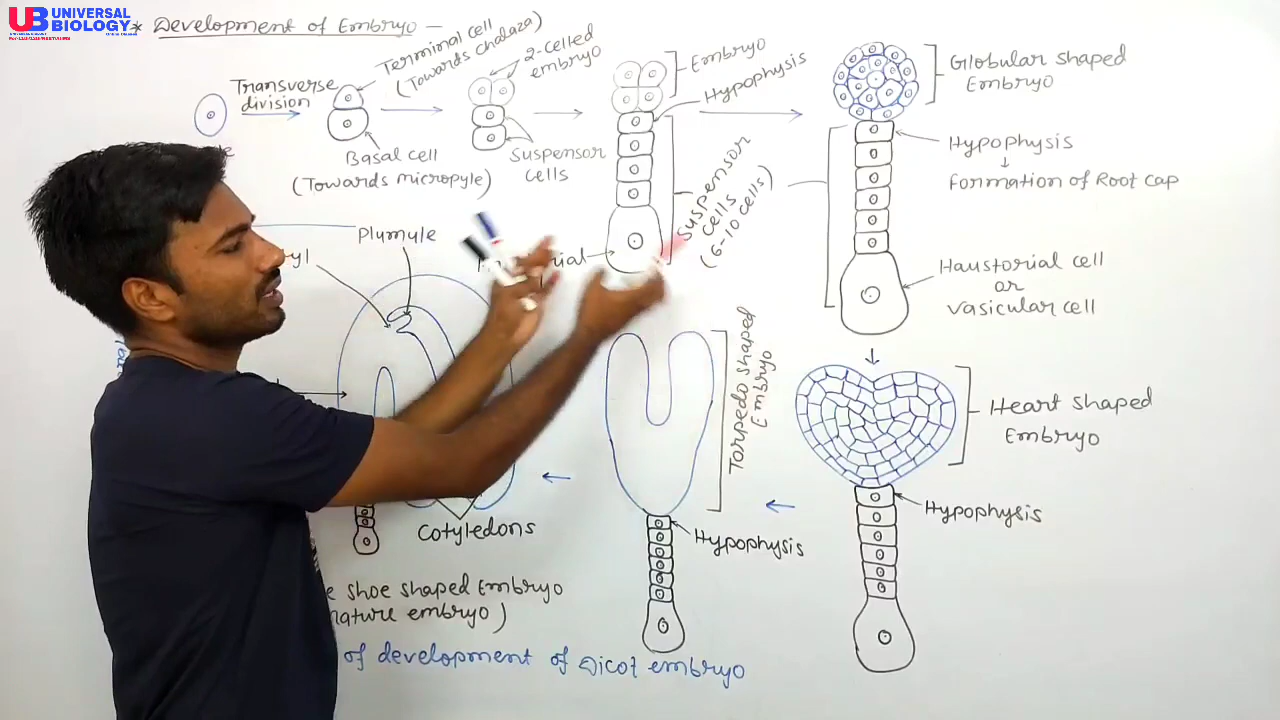 UB UNIVERSAL
BIOLOGY
* Development of Embryo -
Transverse
division
Terminal cell
(Towards chalaza)
Basal cell
(Towards micropyle)
2-celled
embryo
Suspensor
cells
Embryo
Hypophysis
Suspensor
cells
(6-10 cells)
Globular shaped
Embryo
Hypophysis
↓
Formation of Root cap
Haustorial cell
or
Vasicular cell
Heart shaped
Embryo
Hypophysis
Torpedo shaped
Embryo
Hypophysis
Plumule
Cotyledons
shoe shaped Embryo
embryo)
of development of Dicot embryo